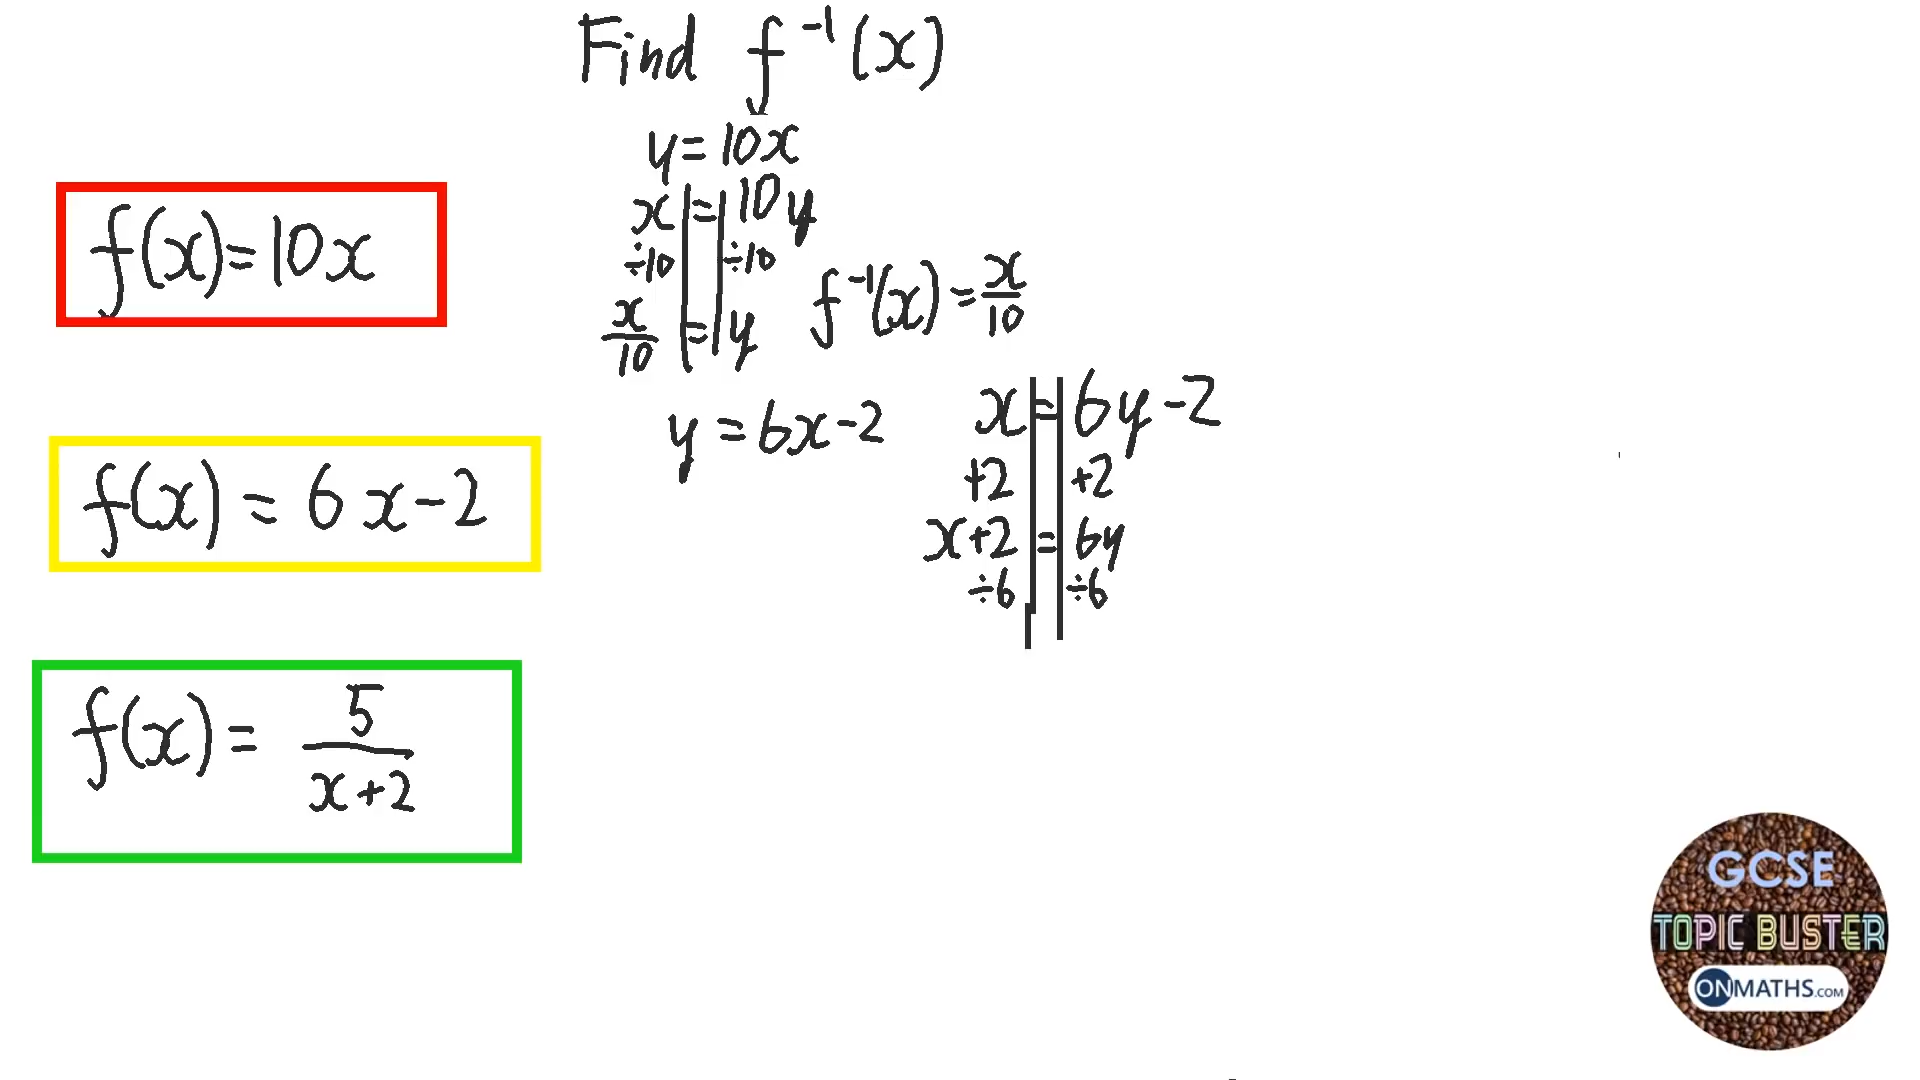 Find f⁻¹(x)
f(x)=10x
y=10x
x=10y
÷10 ÷10
x/10=y
f⁻¹(x)=x/10
f(x)=6x-2
y=6x-2
x=6y-2
+2 +2
x+2=6y
÷6 ÷6
f(x)=5/(x+2)
GCSE
TOPIC BUSTER
ONMATHS.COM